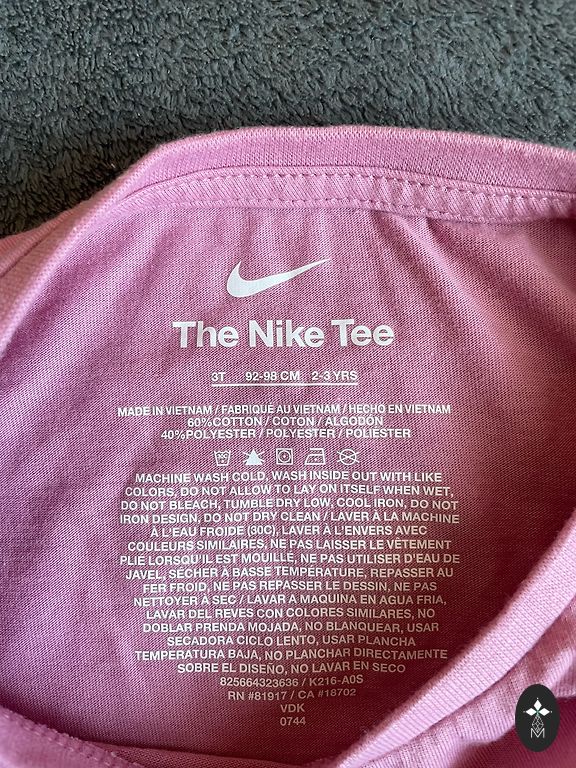 The Nike Tee
3T 92-98 CM 2-3 YRS
MADE IN VIETNAM / FABRIQUE AU VIETNAM / HECHO EN VIETNAM
60%COTTON / COTON / ALGODÓN
40%POLYESTER / POLYESTER / POLIÉSTER
MACHINE WASH COLD, WASH INSIDE OUT WITH LIKE
COLORS, DO NOT ALLOW TO LAY ON ITSELF WHEN WET,
DO NOT BLEACH, TUMBLE DRY LOW, COOL IRON, DO NOT
IRON DESIGN, DO NOT DRY CLEAN / LAVER À LA MACHINE
À L'EAU FROIDE (30C), LAVER À L'ENVERS AVEC
COULEURS SIMILAIRES, NE PAS LAISSER LE VÊTEMENT
PLIÉ LORSQU'IL EST MOUILLÉ, NE PAS UTILISER D'EAU DE
JAVEL, SÉCHER À BASSE TEMPÉRATURE, REPASSER AU
FER FROID, NE PAS REPASSER LE DESSIN, NE PAS
NETTOYER À SEC / LAVAR A MAQUINA EN AGUA FRIA,
LAVAR DEL REVES CON COLORES SIMILARES, NO
DOBLAR PRENDA MOJADA, NO BLANQUEAR, USAR
SECADORA CICLO LENTO, USAR PLANCHA
TEMPERATURA BAJA, NO PLANCHAR DIRECTAMENTE
SOBRE EL DISEÑO, NO LAVAR EN SECO
825664323636 / K216-A0S
RN #81917 / CA #18702
VDK
0744
M